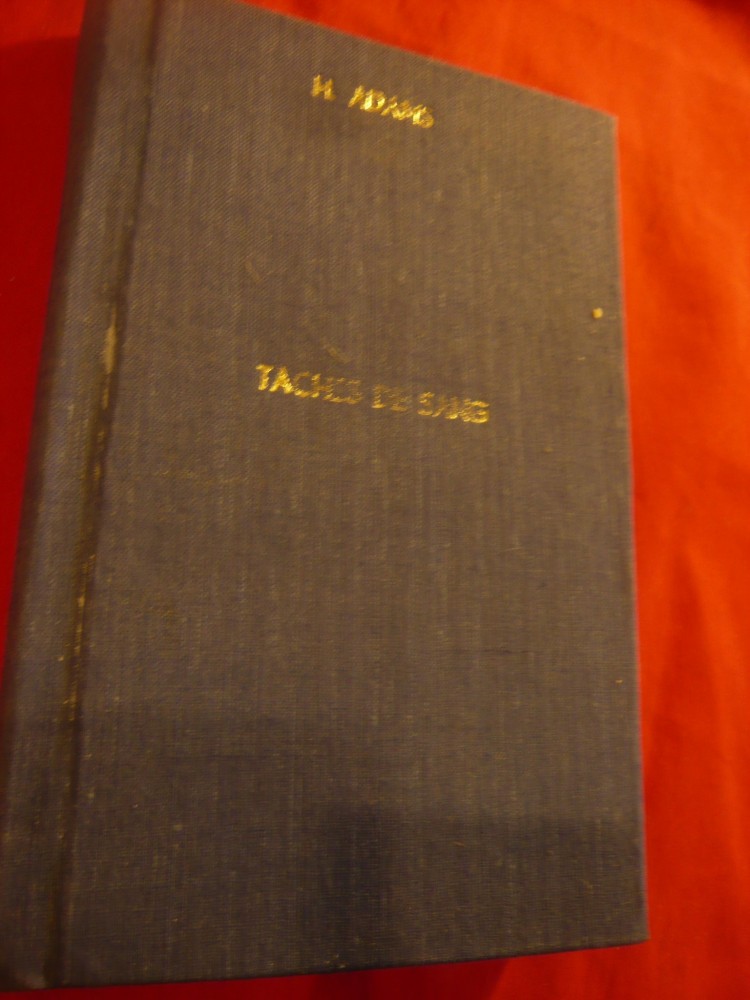 H. ADAMS
TACHES DE SANG